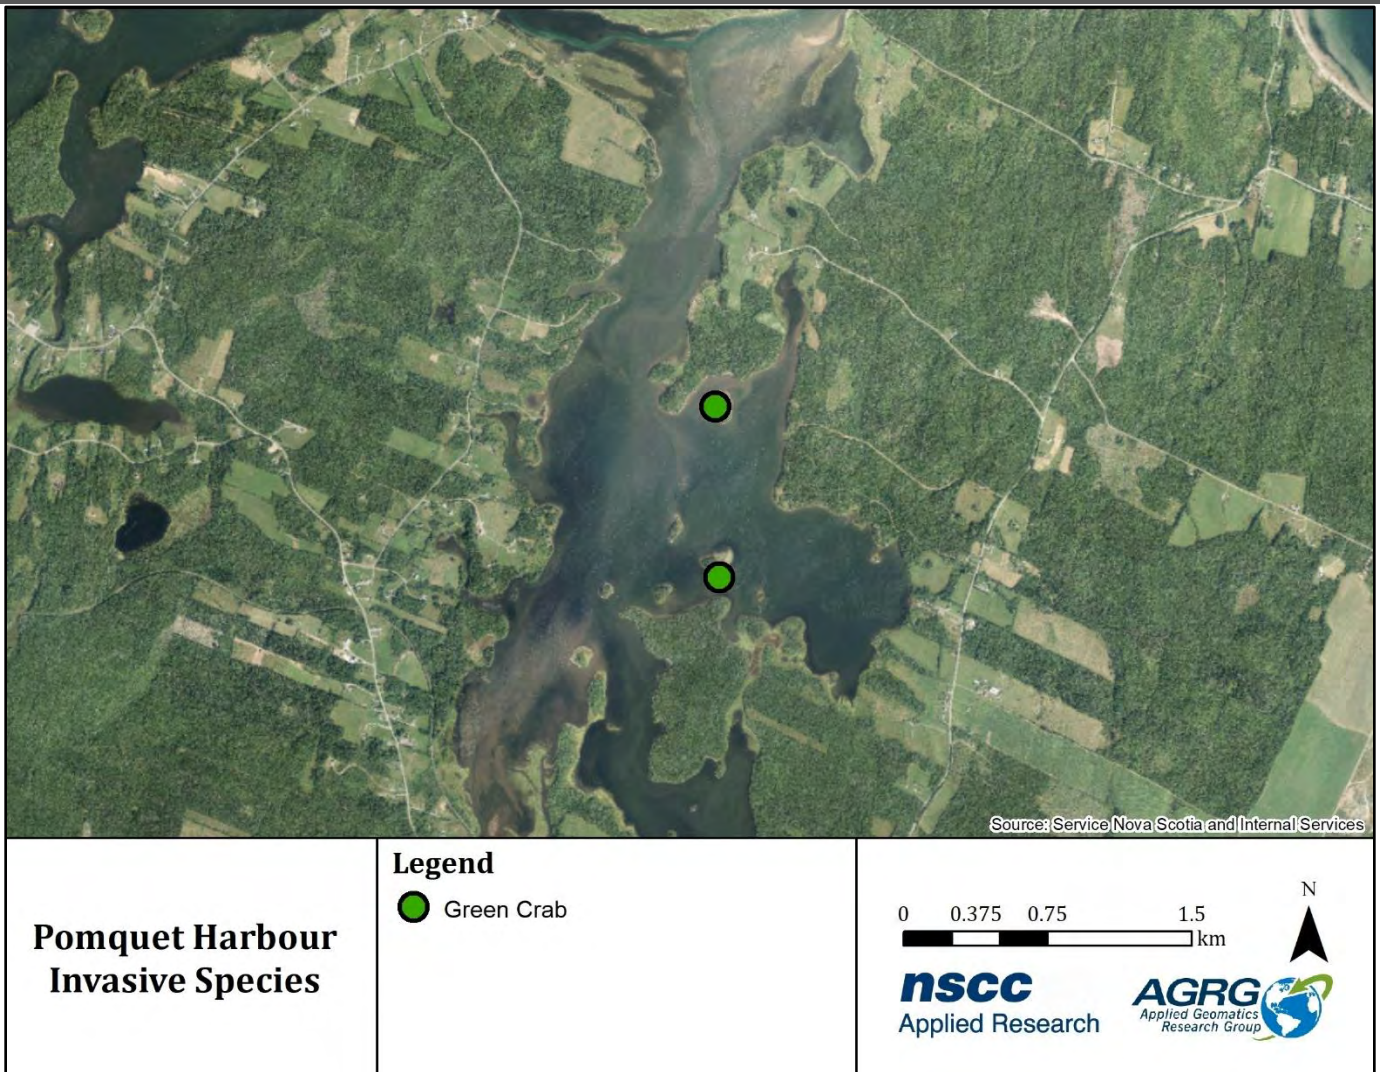 Source: Service Nova Scotia and Internal Services
Pomquet Harbour
Invasive Species
Legend
Green Crab
0 0.375 0.75 1.5
km
N
nscc
Applied Research
AGRG
Applied Geomatics
Research Group